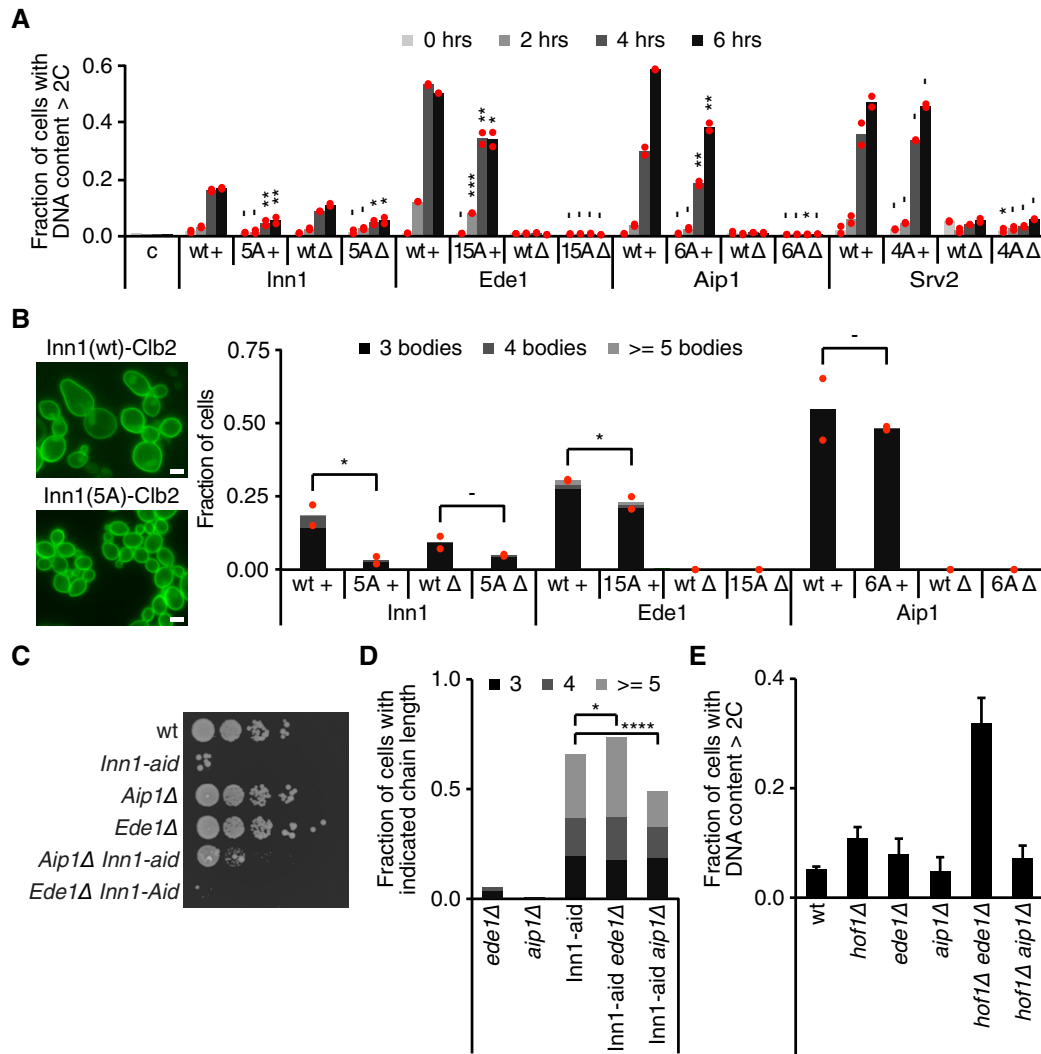 A
0 hrs 2 hrs 4 hrs 6 hrs
Fraction of cells with
DNA content > 2C
0.6
0.4
0.2
0.0
- - ** ** - - * * - *** ** * - - - - - - ** ** - - * - - - - - * - - -
c wt+ 5A+ wtΔ 5AΔ wt+ 15A+ wtΔ 15AΔ wt+ 6A+ wtΔ 6AΔ wt+ 4A+ wtΔ 4AΔ
Inn1 Ede1 Aip1 Srv2
B
Inn1(wt)-Clb2
Inn1(5A)-Clb2
3 bodies 4 bodies >= 5 bodies
Fraction of cells
0.75
0.50
0.25
0.00
* - * -
wt + 5A + wt Δ 5A Δ wt + 15A + wt Δ 15A Δ wt + 6A + wt Δ 6A Δ
Inn1 Ede1 Aip1
C
wt
Inn1-aid
Aip1Δ
Ede1Δ
Aip1Δ Inn1-aid
Ede1Δ Inn1-Aid
D
3 4 >= 5
Fraction of cells with
indicated chain length
1.0
0.5
0.0
*
****
ede1Δ
aip1Δ
Inn1-aid
Inn1-aid ede1Δ
Inn1-aid aip1Δ
E
Fraction of cells with
DNA content > 2C
0.4
0.2
0.0
wt
hof1Δ
ede1Δ
aip1Δ
hof1Δ ede1Δ
hof1Δ aip1Δ